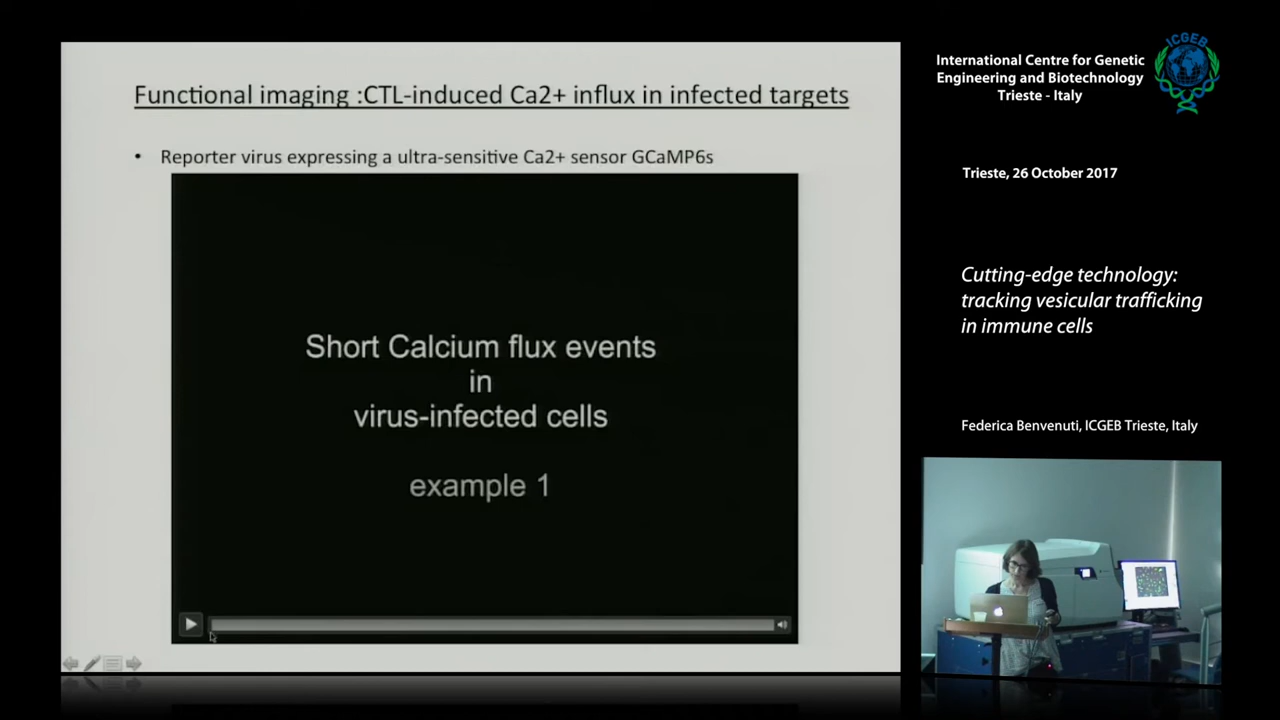 Functional imaging :CTL-induced Ca2+ influx in infected targets
• Reporter virus expressing a ultra-sensitive Ca2+ sensor GCaMP6s
Short Calcium flux events
in
virus-infected cells
example 1
International Centre for Genetic
Engineering and Biotechnology
Trieste - Italy
ICGEB
Trieste, 26 October 2017
Cutting-edge technology:
tracking vesicular trafficking
in immune cells
Federica Benvenuti, ICGEB Trieste, Italy